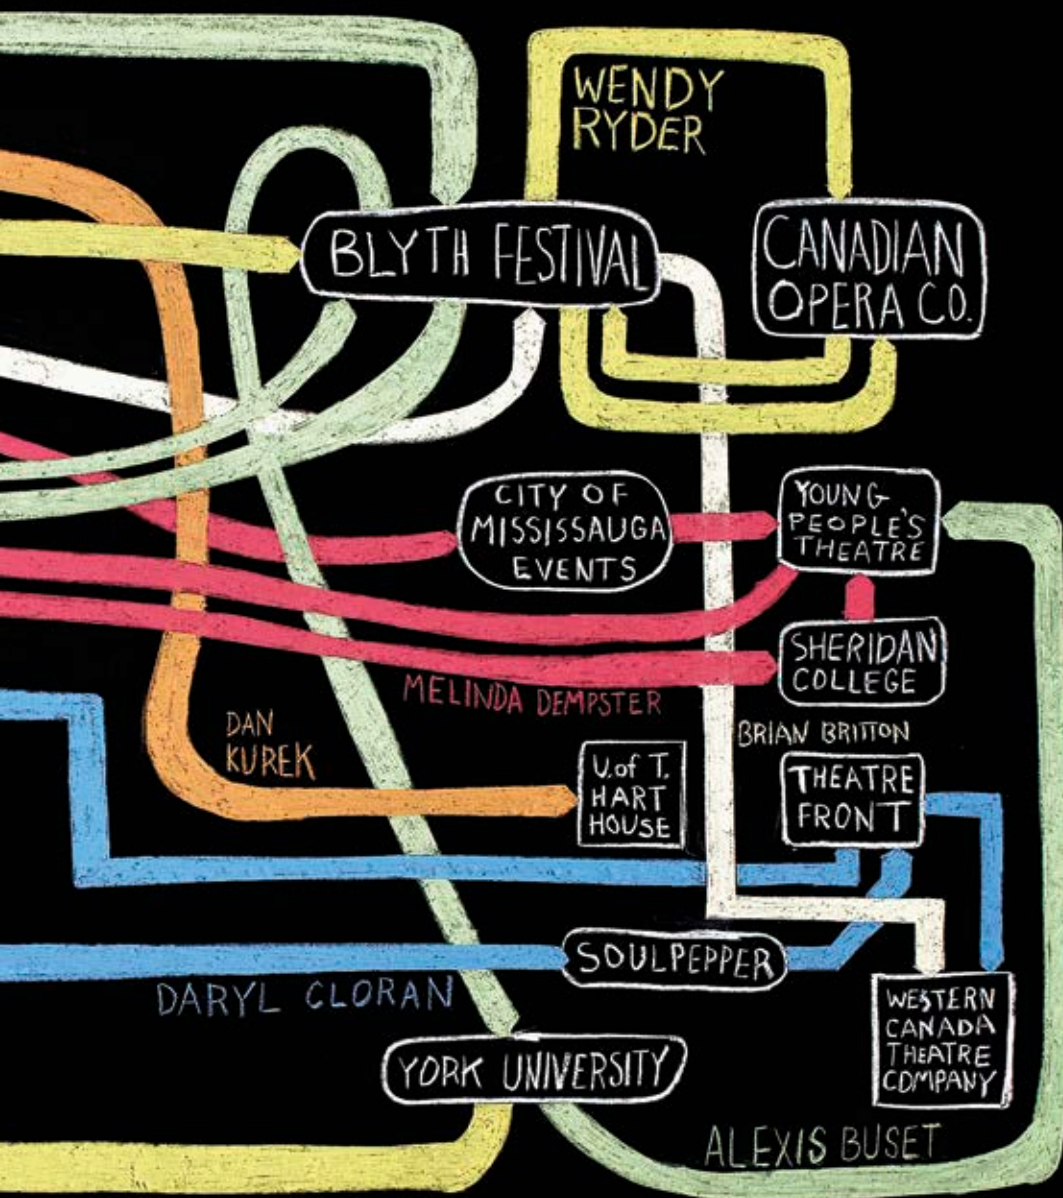 WENDY
RYDER
BLYTH FESTIVAL
CANADIAN
OPERA CO.
CITY OF
MISSISSAUGA
EVENTS
YOUNG
PEOPLE'S
THEATRE
SHERIDAN
COLLEGE
MELINDA DEMPSTER
DAN
KUREK
BRIAN BRITTON
U. of T.
HART
HOUSE
THEATRE
FRONT
SOULPEPPER
DARYL CLORAN
WESTERN
CANADA
THEATRE
COMPANY
YORK UNIVERSITY
ALEXIS BUSET